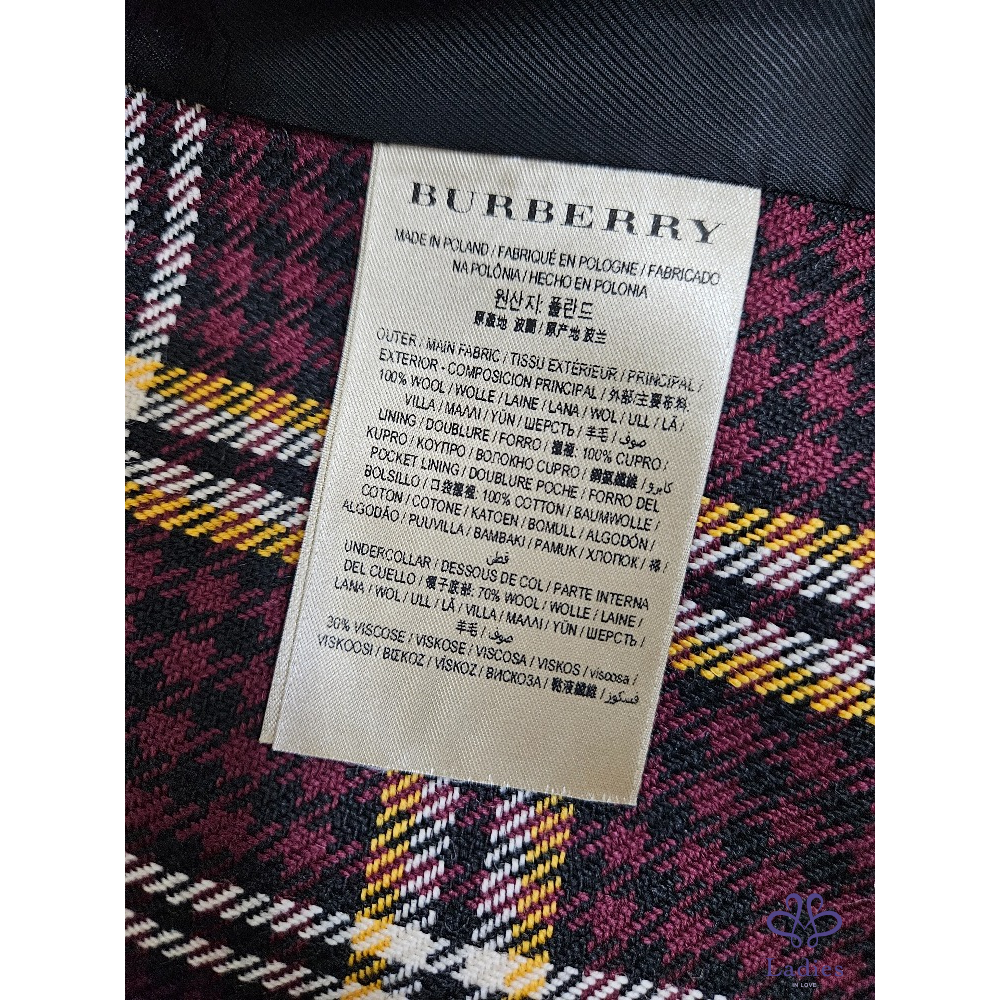 BURBERRY
MADE IN POLAND / FABRIQUÉ EN POLOGNE / FABRICADO
NA POLÔNIA / HECHO EN POLONIA
원산지: 폴란드
原產地 波蘭 / 原产地 波兰
OUTER / MAIN FABRIC / TISSU EXTÉRIEUR / PRINCIPAL /
EXTERIOR - COMPOSICION PRINCIPAL / 外部/主要布料:
100% WOOL / WOLLE / LAINE / LANA / WOL / ULL / LÃ /
VILLA / ΜΑΛΛΙ / YÜN / ШЕРСТЬ / 羊毛 / صوف
LINING / DOUBLURE / FORRO / 襯裡: 100% CUPRO /
KUPRO / ΚΟΥΠΡΟ / ВОЛОКНО CUPRO / 銅氨纖維 / كابرو
POCKET LINING / DOUBLURE POCHE / FORRO DEL
BOLSILLO / 口袋襯裡: 100% COTTON / BAUMWOLLE /
COTON / COTONE / KATOEN / BOMULL / ALGODÓN /
ALGODÃO / PUUVILLA / BAMBAKI / PAMUK / ХЛОПОК / 棉 /
قطن
UNDERCOLLAR / DESSOUS DE COL / PARTE INTERNA
DEL CUELLO / 領子底部: 70% WOOL / WOLLE / LAINE /
LANA / WOL / ULL / LÃ / VILLA / ΜΑΛΛΙ / YÜN / ШЕРСТЬ /
羊毛 / صوف
30% VISCOSE / VISKOSE / VISCOSA / VISKOS / viscosa /
VISKOOSI / ΒΙΣΚΟΖ / VİSKOZ / ВИСКОЗА / 黏液纖維 / فسكوز
Ladies
IN LOVE